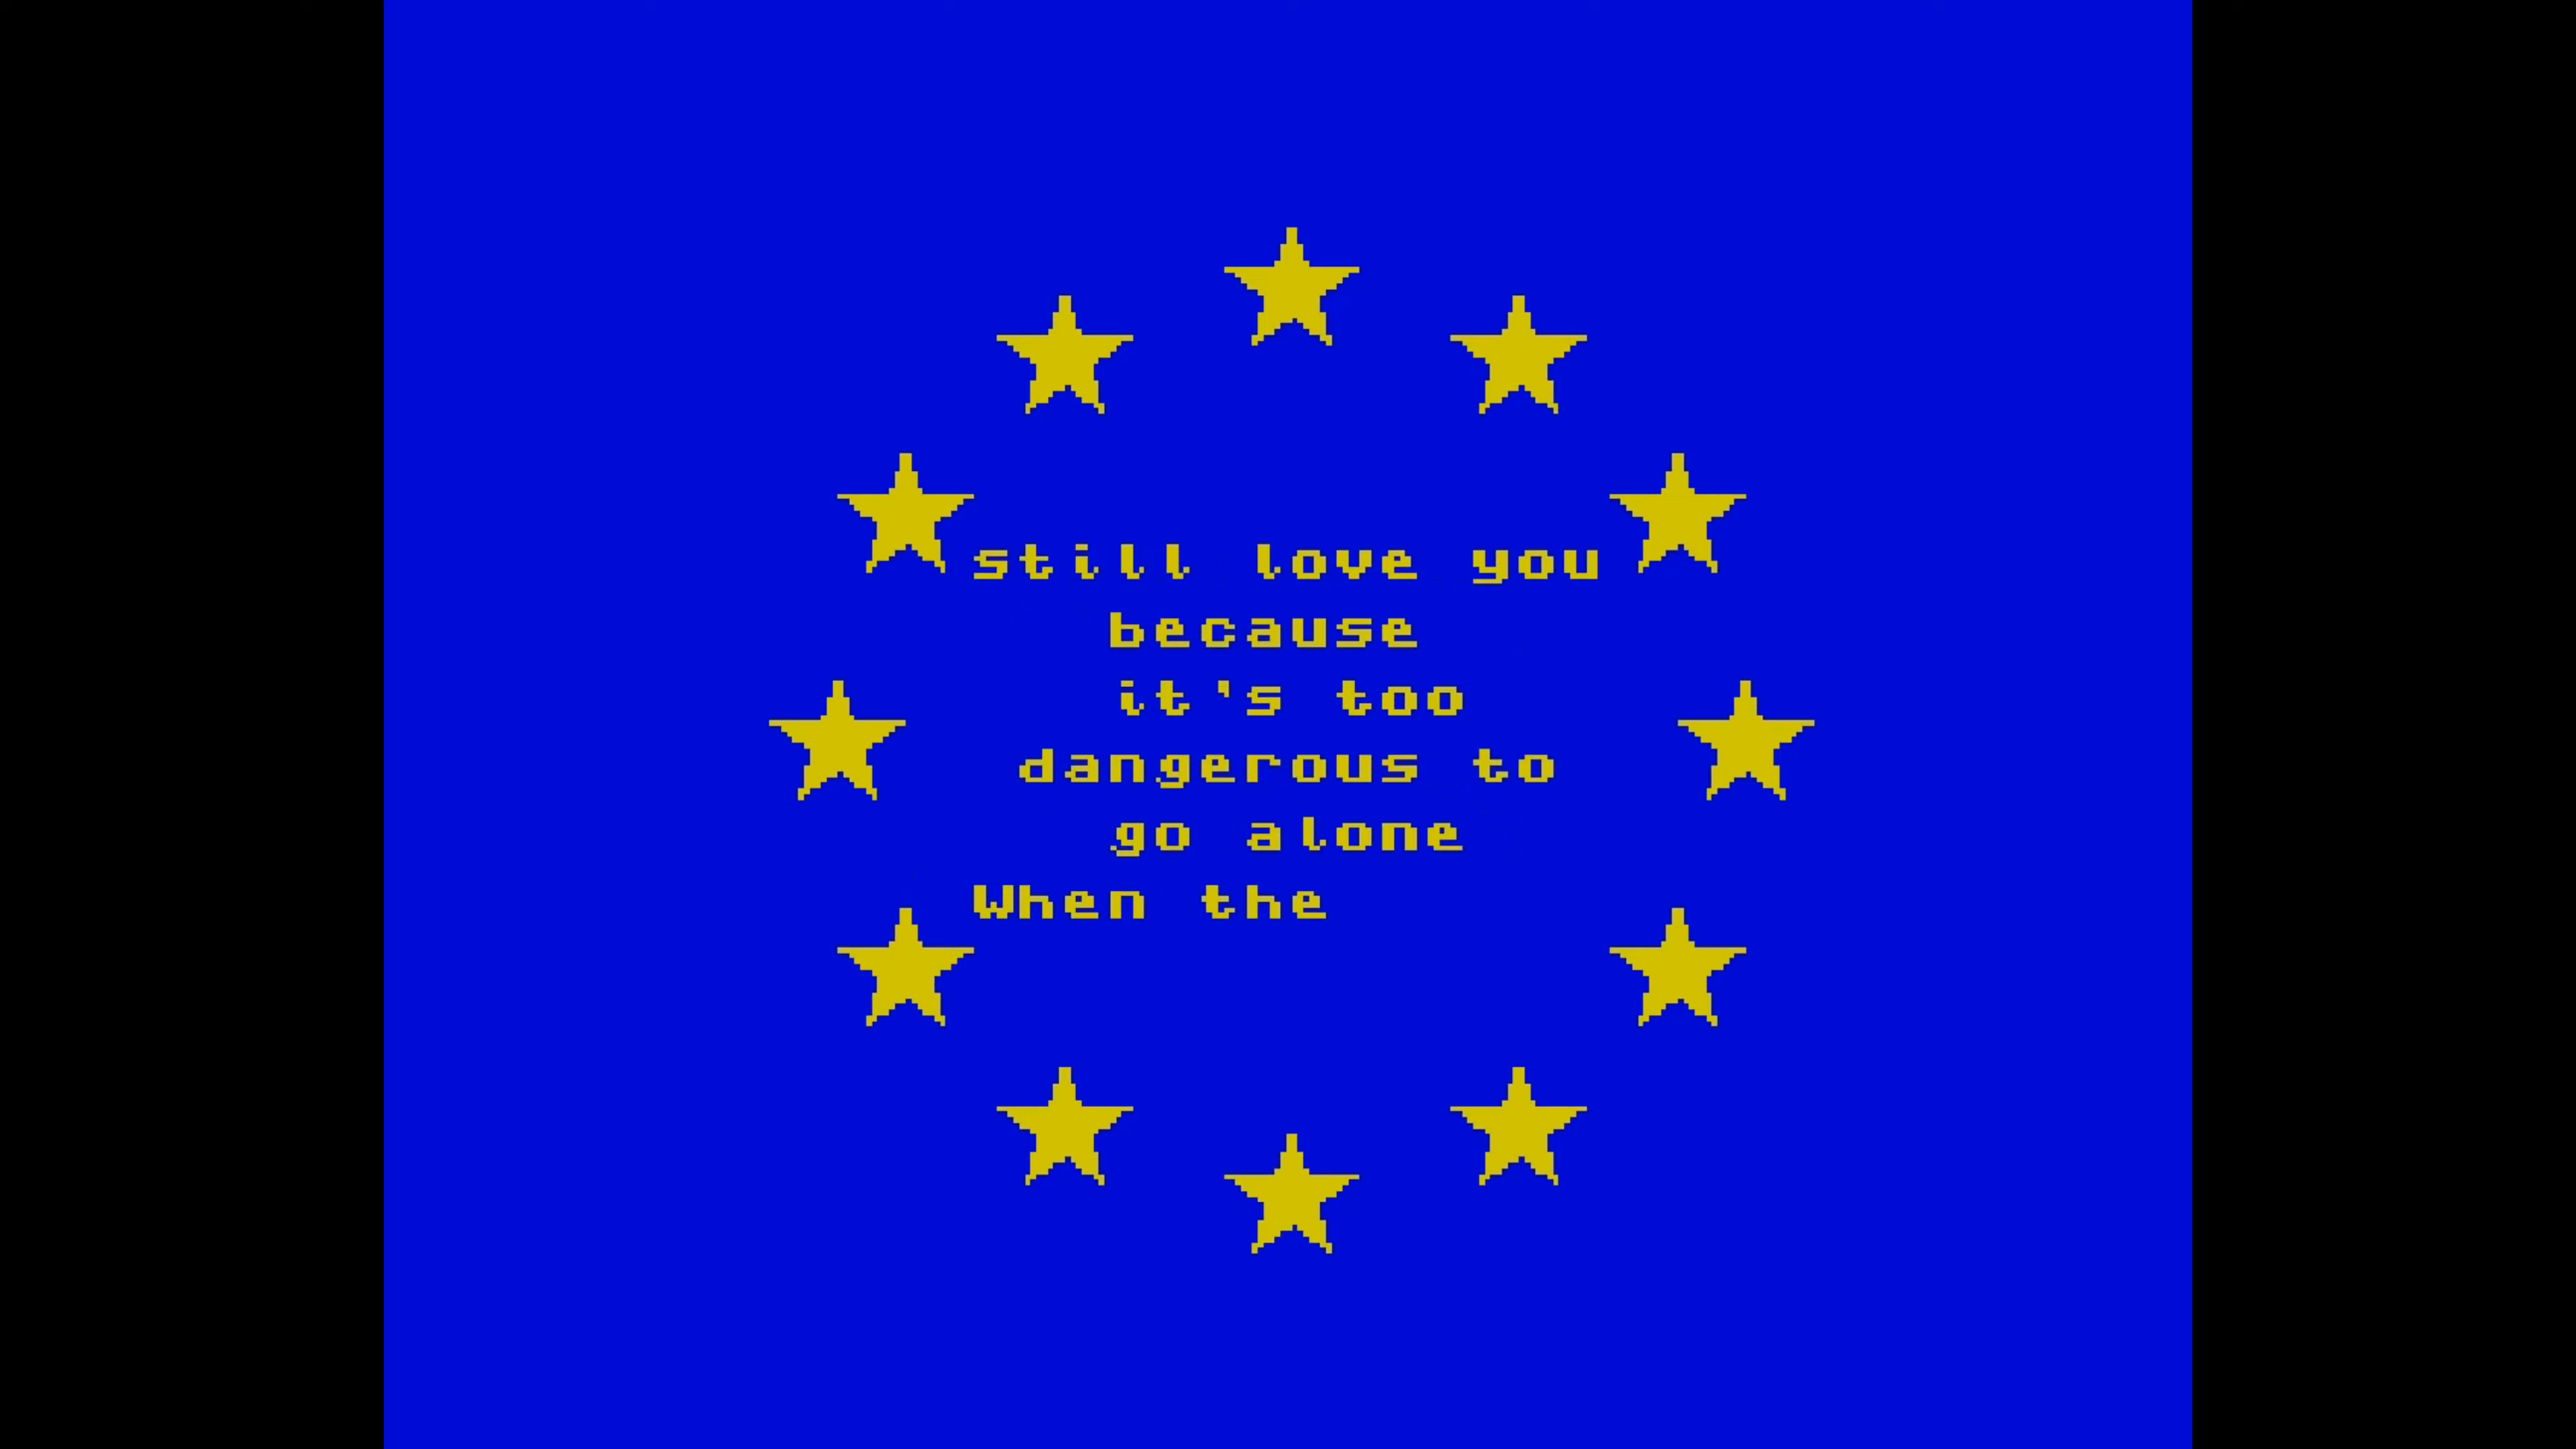 still love you
because
it's too
dangerous to
go alone
When the